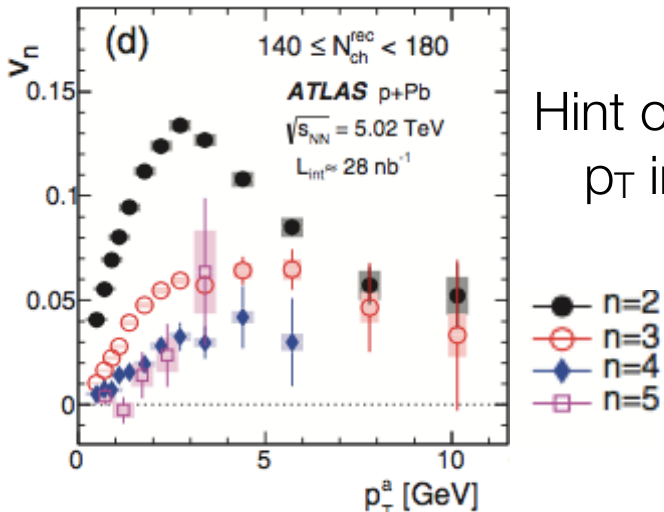 (d) 140 ≤ N_ch^rec < 180
v_n
ATLAS p+Pb
√s_NN = 5.02 TeV
L_int ≈ 28 nb⁻¹
0.15
0.1
0.05
0
0 5 10
p_T^a [GeV]
Hint o
p_T i
n=2
n=3
n=4
n=5